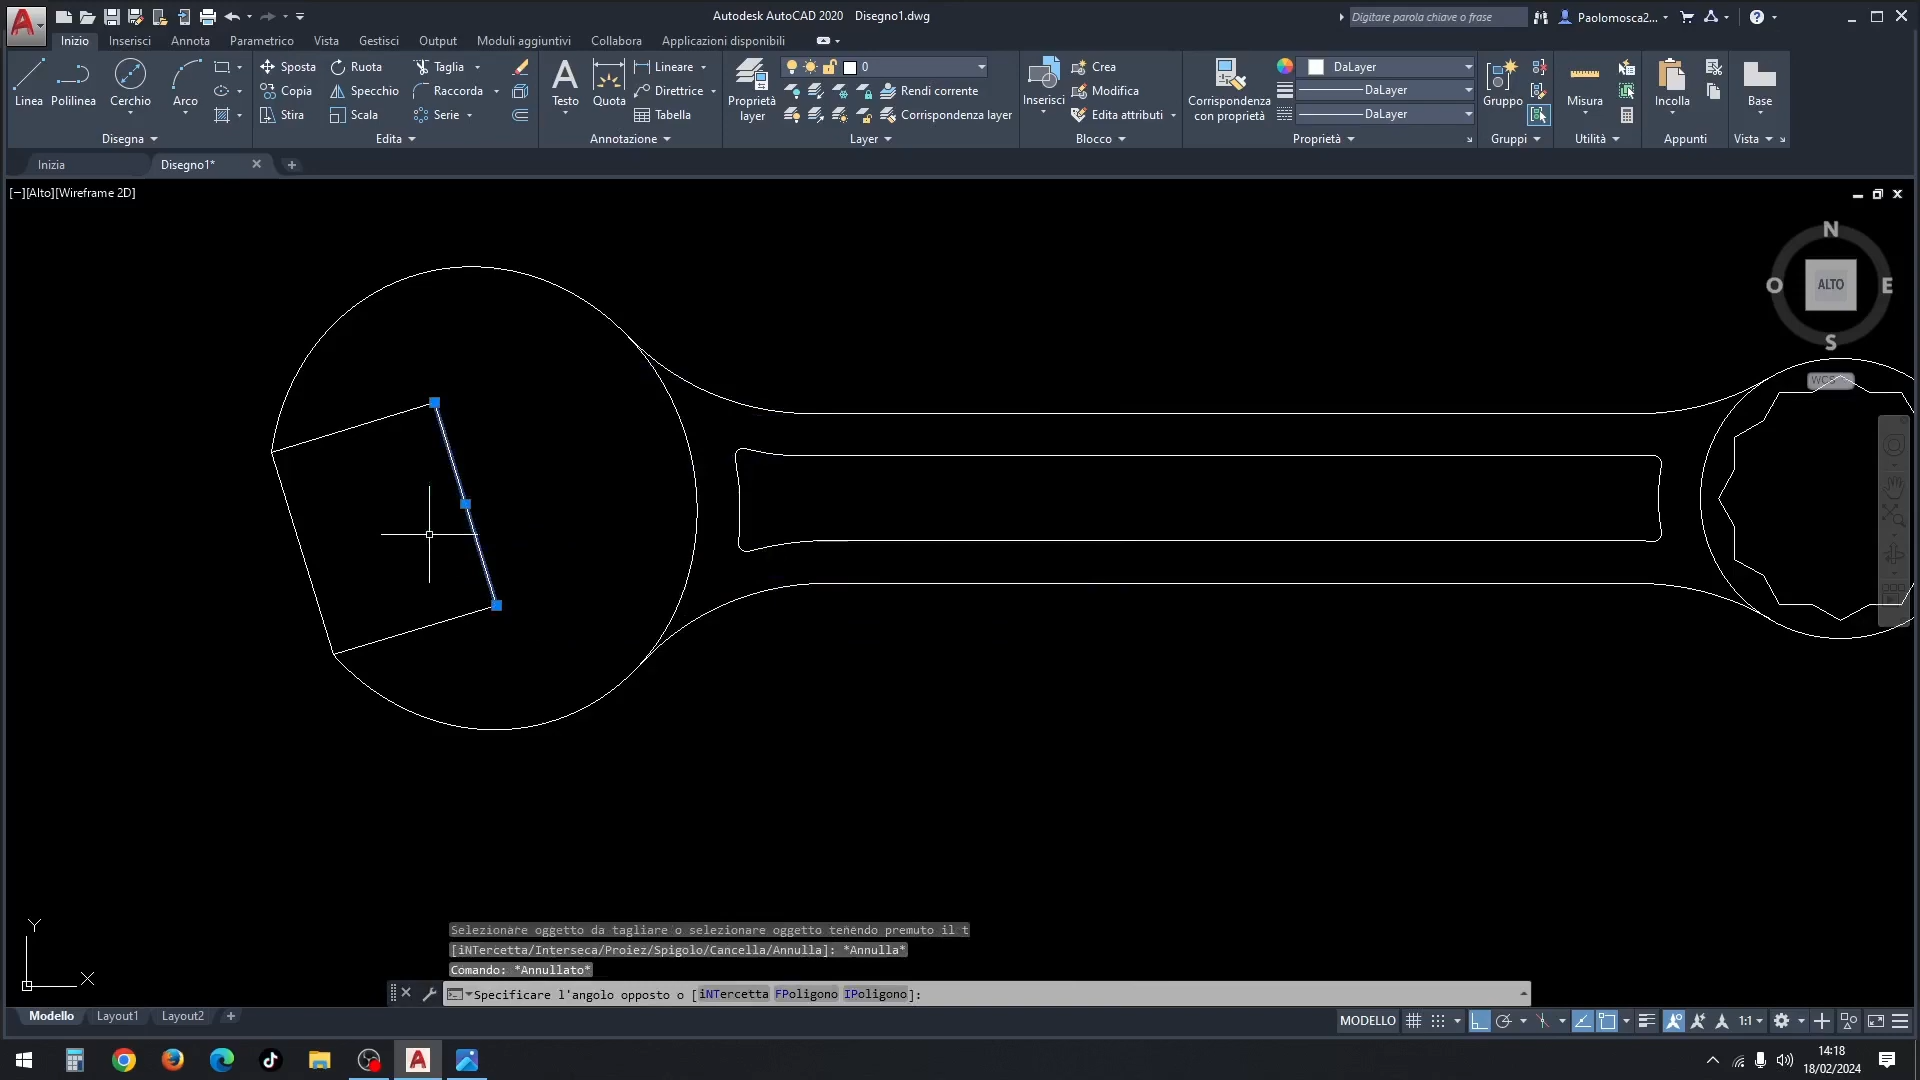 Autodesk AutoCAD 2020 Disegno1.dwg
Digitare parola chiave o frase
Paolomosca2...
Inizio Inserisci Annota Parametrico Vista Gestisci Output Moduli aggiuntivi Collabora Applicazioni disponibili
Linea Polilinea Cerchio Arco
Sposta Ruota Taglia
Copia Specchio Raccorda
Stira Scala Serie
Testo Quota
Lineare
Direttrice
Tabella
Proprietà layer
0
Rendi corrente
Corrispondenza layer
Inserisci
Crea
Modifica
Edita attributi
Corrispondenza con proprietà
DaLayer
DaLayer
DaLayer
Gruppo
Misura
Incolla
Base
Disegna Edita Annotazione Layer Blocco Proprietà Gruppi Utilità Appunti Vista
Inizia Disegno1*
[−][Alto][Wireframe 2D]
N
O ALTO E
S
WCS
Y
X
Selezionare oggetto da tagliare o selezionare oggetto tenendo premuto il t
[iNTercetta/Interseca/Proiez/Spigolo/Cancella/Annulla]: *Annulla*
Comando: *Annullato*
Specificare l'angolo opposto o [iNTercetta FPoligono IPoligono]:
Modello Layout1 Layout2 +
MODELLO 1:1
14:18
18/02/2024